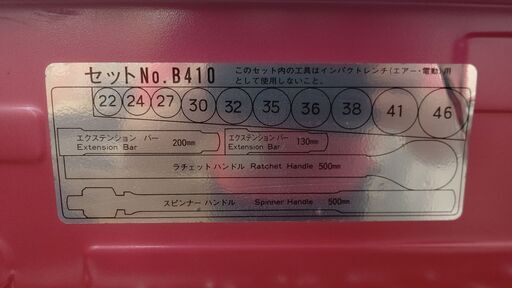 セットNo.B410
このセット内の工具はインパクトレンチ(エアー・電動)用
として使用しないこと。
22 24 27 30 32 35 36 38 41 46
エクステンション バー
Extension Bar 200mm
エクステンション バー
Extension Bar 130mm
ラチェット ハンドル Ratchet Handle 500mm
スピンナー ハンドル Spinner Handle 500mm